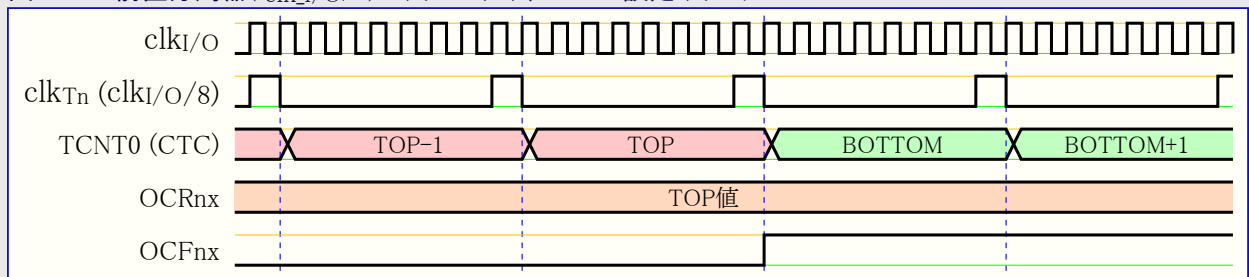 clkI/O
clkTn (clkI/O/8)
TCNT0 (CTC) TOP-1 TOP BOTTOM BOTTOM+1
OCRnx TOP値
OCFnx